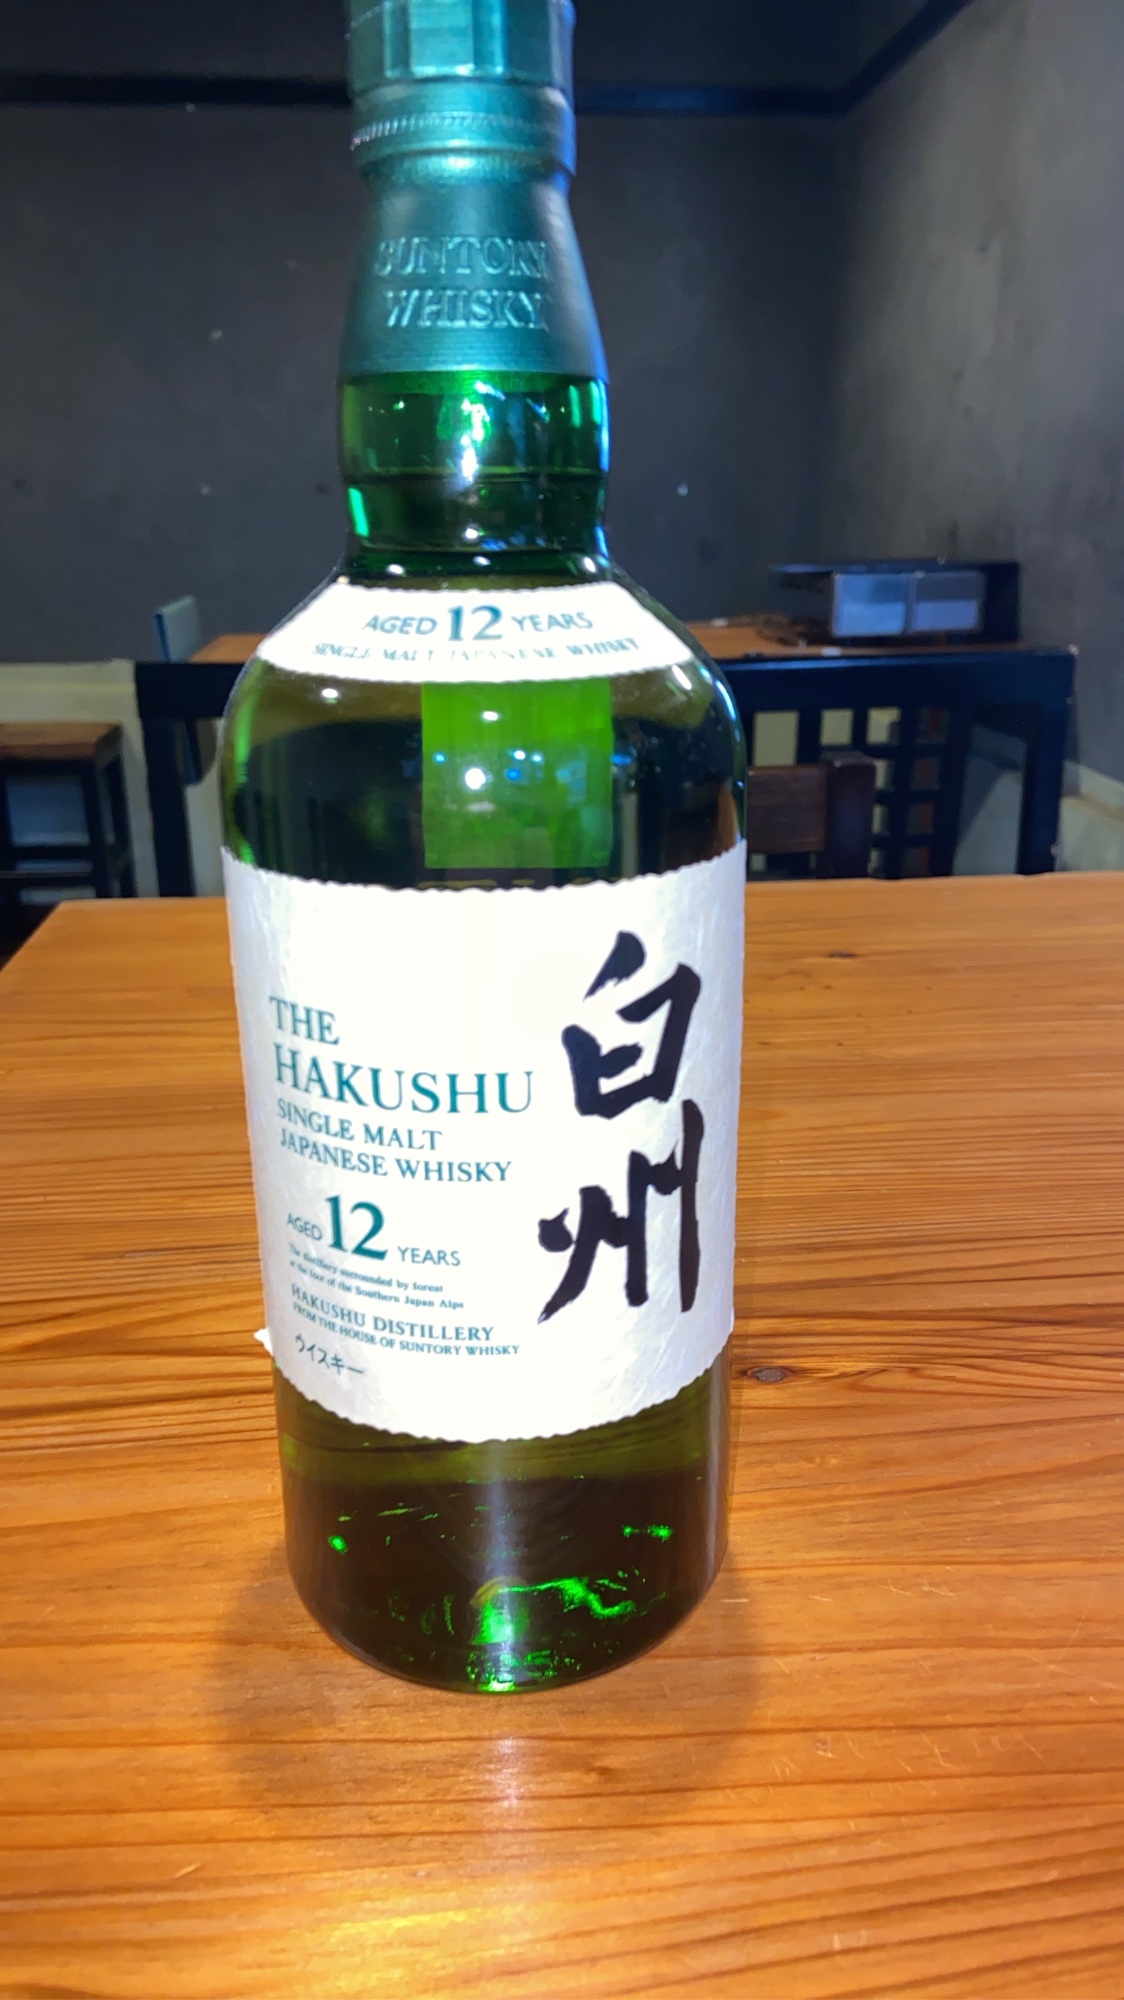 SUNTORY
WHISKY
AGED 12 YEARS
SINGLE MALT JAPANESE WHISKY
THE
HAKUSHU
SINGLE MALT
JAPANESE WHISKY
AGED 12 YEARS
The distillery surrounded by forest
at the foot of the Southern Japan Alps
HAKUSHU DISTILLERY
FROM THE HOUSE OF SUNTORY WHISKY
ウイスキー
白州